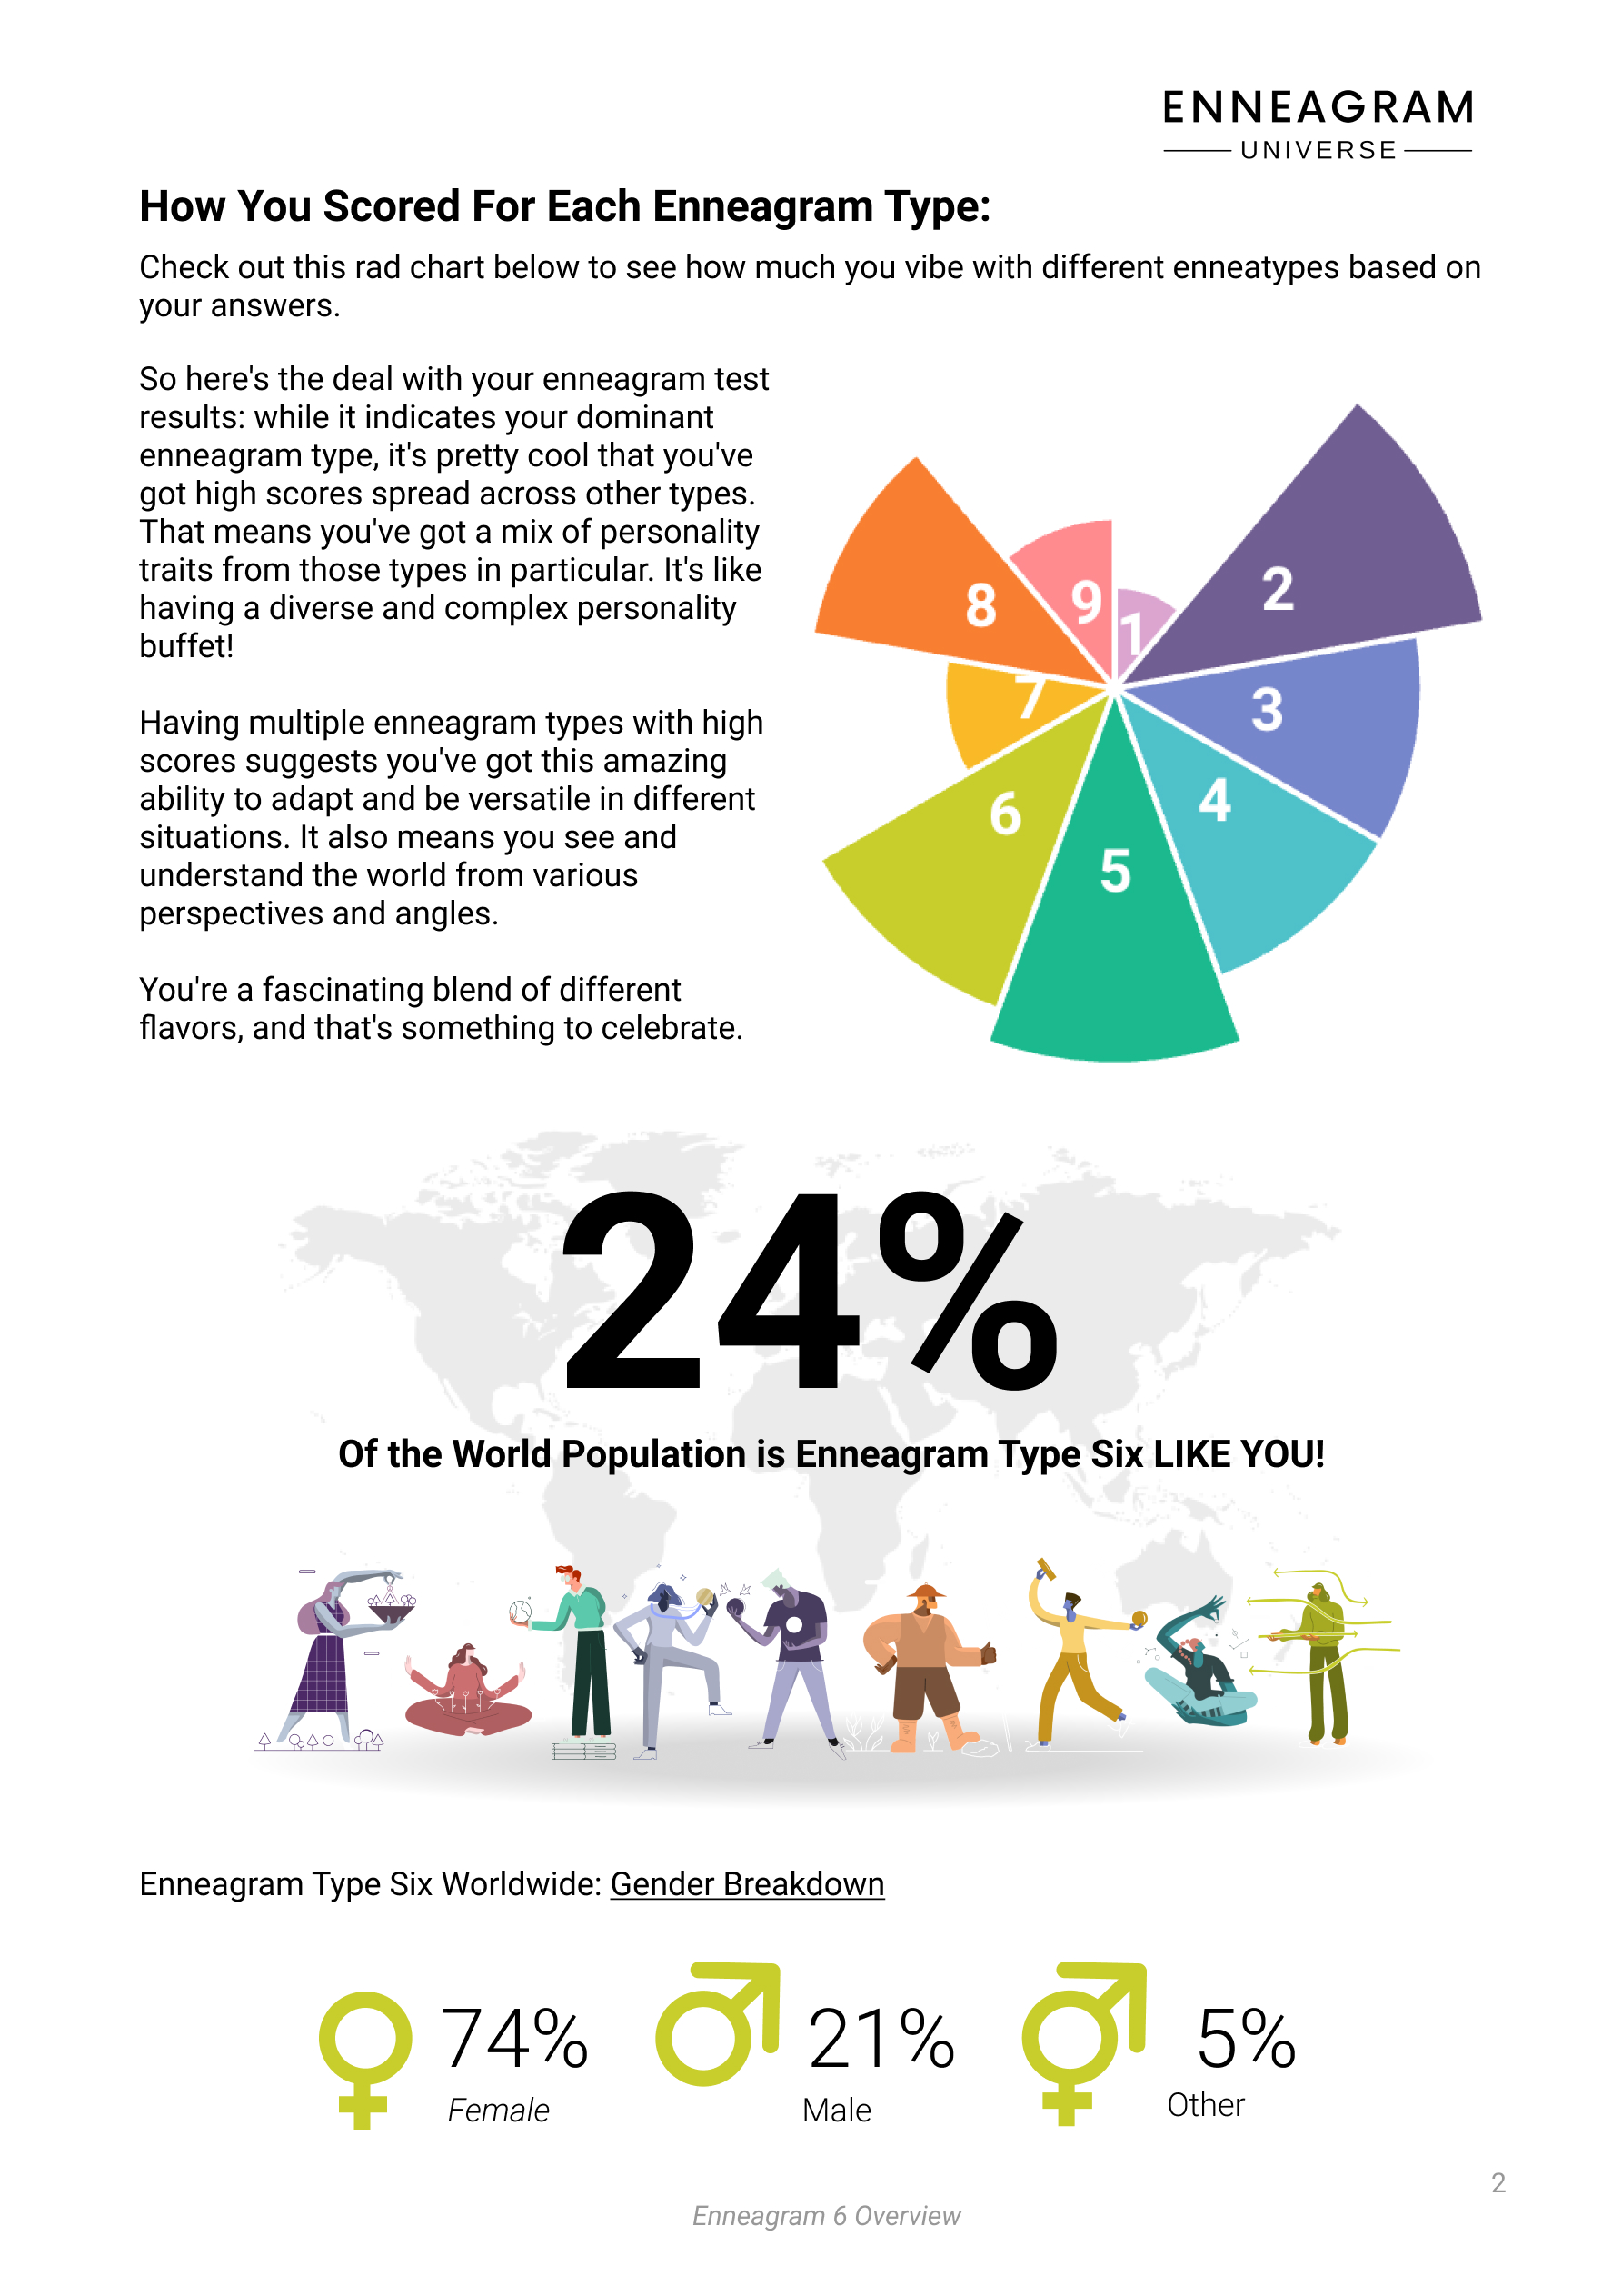 ENNEAGRAM
UNIVERSE
How You Scored For Each Enneagram Type:
Check out this rad chart below to see how much you vibe with different enneatypes based on
your answers.
So here's the deal with your enneagram test
results: while it indicates your dominant
enneagram type, it's pretty cool that you've
got high scores spread across other types.
That means you've got a mix of personality
traits from those types in particular. It's like
having a diverse and complex personality
buffet!
Having multiple enneagram types with high
scores suggests you've got this amazing
ability to adapt and be versatile in different
situations. It also means you see and
understand the world from various
perspectives and angles.
You're a fascinating blend of different
flavors, and that's something to celebrate.
1
2
3
4
5
6
7
8
9
24%
Of the World Population is Enneagram Type Six LIKE YOU!
Enneagram Type Six Worldwide: Gender Breakdown
74%
Female
21%
Male
5%
Other
2
Enneagram 6 Overview